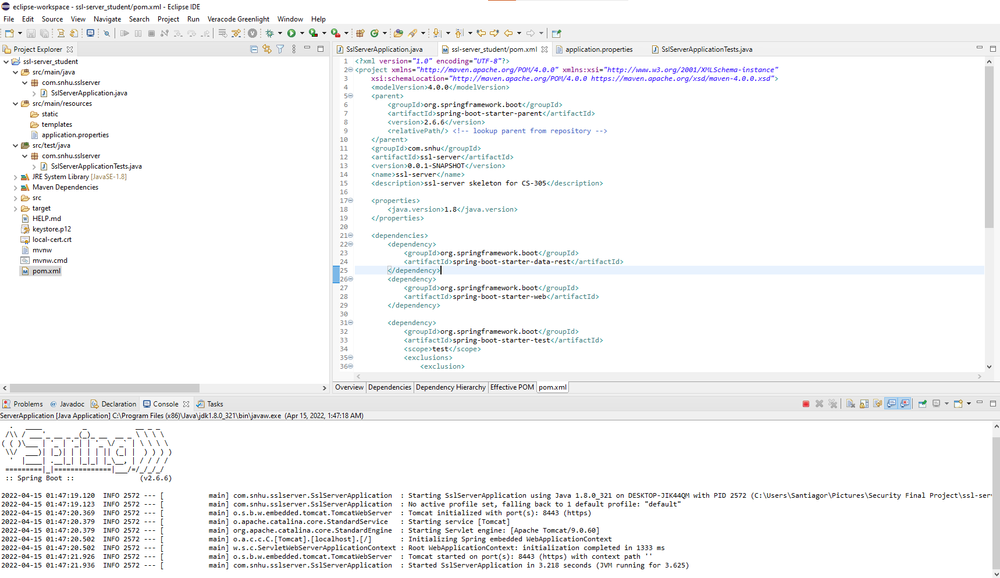 eclipse-workspace - ssl-server_student/pom.xml - Eclipse IDE
File Edit Source View Navigate Search Project Run Veracode Greenlight Window Help
Project Explorer
ssl-server_student
src/main/java
com.snhu.sslserver
SslServerApplication.java
src/main/resources
static
templates
application.properties
src/test/java
com.snhu.sslserver
SslServerApplicationTests.java
JRE System Library [JavaSE-1.8]
Maven Dependencies
src
target
HELP.md
keystore.p12
local-cert.crt
mvnw
mvnw.cmd
pom.xml
SslServerApplication.java ssl-server_student/pom.xml application.properties SslServerApplicationTests.java
1 <?xml version="1.0" encoding="UTF-8"?>
2 <project xmlns="http://maven.apache.org/POM/4.0.0" xmlns:xsi="http://www.w3.org/2001/XMLSchema-instance"
3 xsi:schemaLocation="http://maven.apache.org/POM/4.0.0 https://maven.apache.org/xsd/maven-4.0.0.xsd">
4 <modelVersion>4.0.0</modelVersion>
5 <parent>
6 <groupId>org.springframework.boot</groupId>
7 <artifactId>spring-boot-starter-parent</artifactId>
8 <version>2.6.6</version>
9 <relativePath/> <!-- lookup parent from repository -->
10 </parent>
11 <groupId>com.snhu</groupId>
12 <artifactId>ssl-server</artifactId>
13 <version>0.0.1-SNAPSHOT</version>
14 <name>ssl-server</name>
15 <description>ssl-server skeleton for CS-305</description>
16
17 <properties>
18 <java.version>1.8</java.version>
19 </properties>
20
21 <dependencies>
22 <dependency>
23 <groupId>org.springframework.boot</groupId>
24 <artifactId>spring-boot-starter-data-rest</artifactId>
25 </dependency>
26 <dependency>
27 <groupId>org.springframework.boot</groupId>
28 <artifactId>spring-boot-starter-web</artifactId>
29 </dependency>
30
31 <dependency>
32 <groupId>org.springframework.boot</groupId>
33 <artifactId>spring-boot-starter-test</artifactId>
34 <scope>test</scope>
35 <exclusions>
36 <exclusion>
Overview Dependencies Dependency Hierarchy Effective POM pom.xml
Problems @ Javadoc Declaration Console Tasks
ServerApplication [Java Application] C:\Program Files (x86)\Java\jdk1.8.0_321\bin\javaw.exe (Apr 15, 2022, 1:47:18 AM)
Spring
:: Spring Boot :: (v2.6.6)
2022-04-15 01:47:19.120 INFO 2572 --- [ main] com.snhu.sslserver.SslServerApplication : Starting SslServerApplication using Java 1.8.0_321 on DESKTOP-JIK44QM with PID 2572 (C:\Users\Santiagor\Pictures\Security Final Project\ssl-ser
2022-04-15 01:47:19.123 INFO 2572 --- [ main] com.snhu.sslserver.SslServerApplication : No active profile set, falling back to 1 default profile: "default"
2022-04-15 01:47:20.369 INFO 2572 --- [ main] o.s.b.w.embedded.tomcat.TomcatWebServer : Tomcat initialized with port(s): 8443 (https)
2022-04-15 01:47:20.379 INFO 2572 --- [ main] o.apache.catalina.core.StandardService : Starting service [Tomcat]
2022-04-15 01:47:20.379 INFO 2572 --- [ main] org.apache.catalina.core.StandardEngine : Starting Servlet engine: [Apache Tomcat/9.0.60]
2022-04-15 01:47:20.502 INFO 2572 --- [ main] o.a.c.c.C.[Tomcat].[localhost].[/] : Initializing Spring embedded WebApplicationContext
2022-04-15 01:47:20.502 INFO 2572 --- [ main] w.s.c.ServletWebServerApplicationContext : Root WebApplicationContext: initialization completed in 1333 ms
2022-04-15 01:47:21.926 INFO 2572 --- [ main] o.s.b.w.embedded.tomcat.TomcatWebServer : Tomcat started on port(s): 8443 (https) with context path ''
2022-04-15 01:47:21.936 INFO 2572 --- [ main] com.snhu.sslserver.SslServerApplication : Started SslServerApplication in 3.218 seconds (JVM running for 3.625)